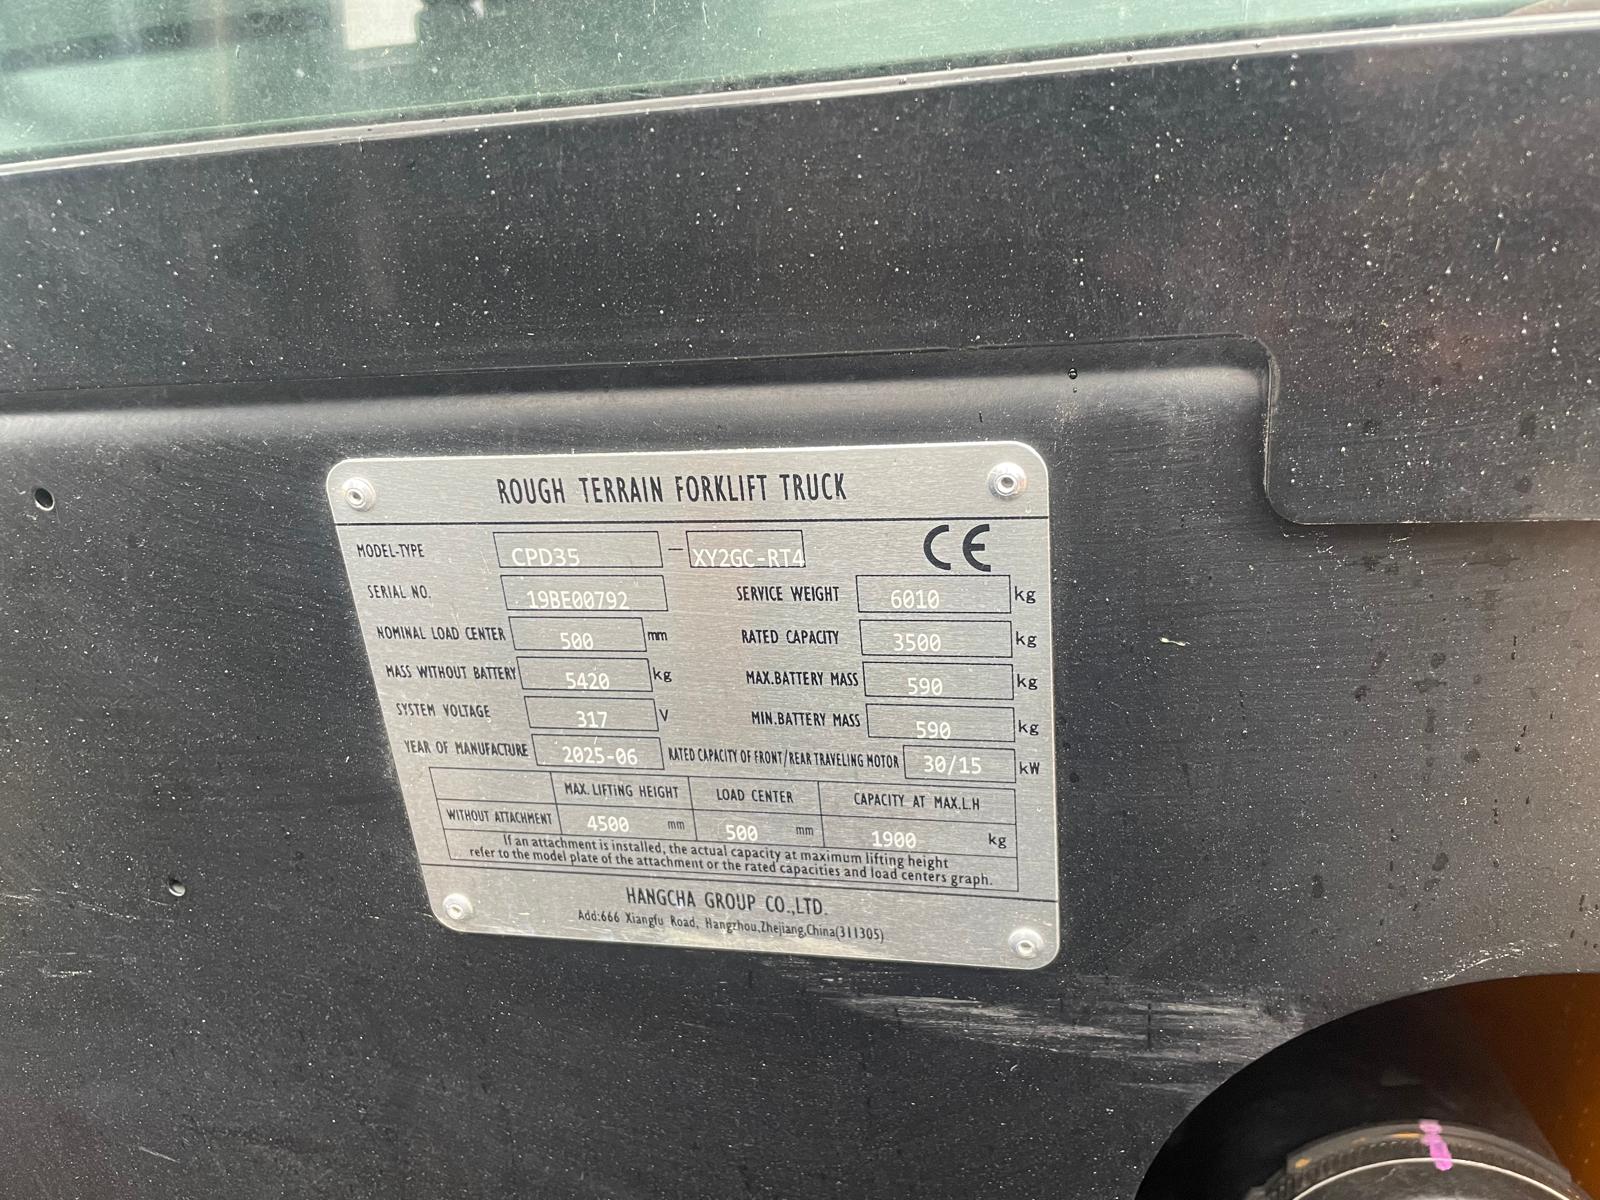 ROUGH TERRAIN FORKLIFT TRUCK
MODEL-TYPE CPD35 — XY2GC-RT4 CE
SERIAL NO. 19BE00792 SERVICE WEIGHT 6010 kg
NOMINAL LOAD CENTER 500 mm RATED CAPACITY 3500 kg
MASS WITHOUT BATTERY 5420 kg MAX.BATTERY MASS 590 kg
SYSTEM VOLTAGE 317 V MIN.BATTERY MASS 590 kg
YEAR OF MANUFACTURE 2025-06 RATED CAPACITY OF FRONT/REAR TRAVELING MOTOR 30/15 kW
MAX. LIFTING HEIGHT LOAD CENTER CAPACITY AT MAX.L.H
WITHOUT ATTACHMENT 4500 mm 500 mm 1900 kg
If an attachment is installed, the actual capacity at maximum lifting height
refer to the model plate of the attachment or the rated capacities and load centers graph.
HANGCHA GROUP CO.,LTD.
Add:666 Xiangfu Road, Hangzhou,Zhejiang,China(311305)